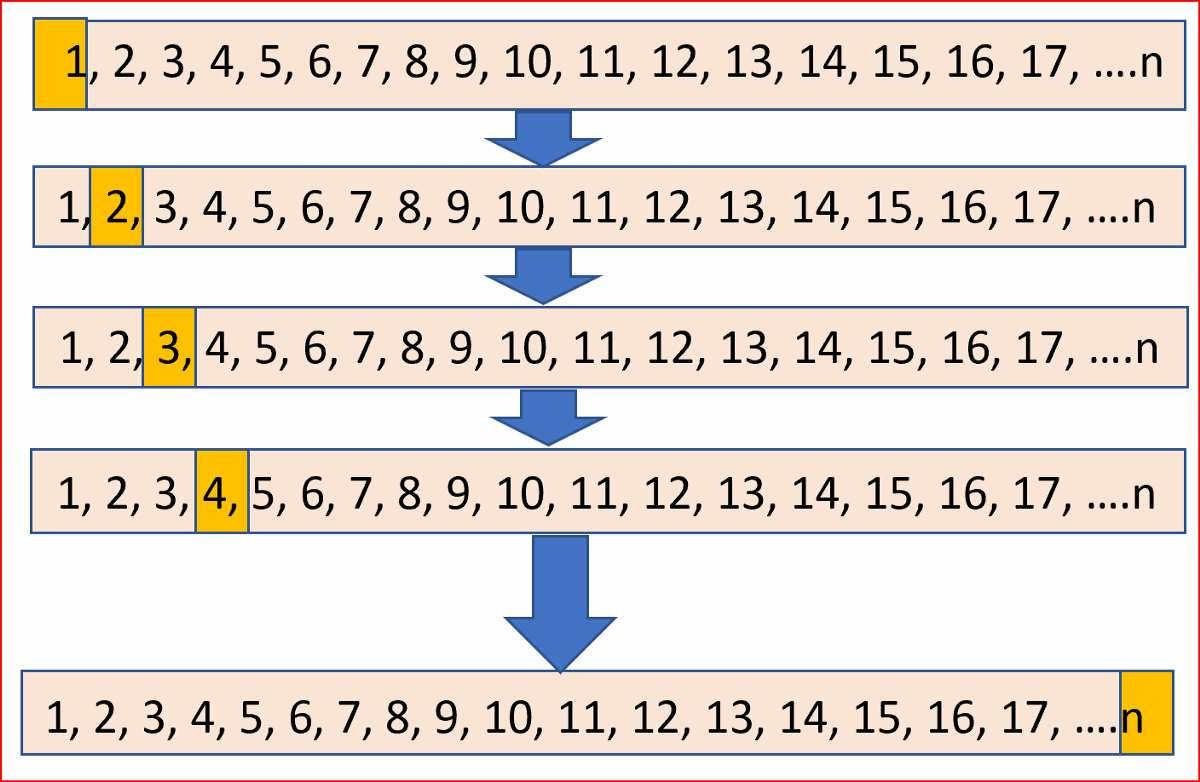 1, 2, 3, 4, 5, 6, 7, 8, 9, 10, 11, 12, 13, 14, 15, 16, 17, ….n
1, 2, 3, 4, 5, 6, 7, 8, 9, 10, 11, 12, 13, 14, 15, 16, 17, ….n
1, 2, 3, 4, 5, 6, 7, 8, 9, 10, 11, 12, 13, 14, 15, 16, 17, ….n
1, 2, 3, 4, 5, 6, 7, 8, 9, 10, 11, 12, 13, 14, 15, 16, 17, ….n
1, 2, 3, 4, 5, 6, 7, 8, 9, 10, 11, 12, 13, 14, 15, 16, 17, ….n